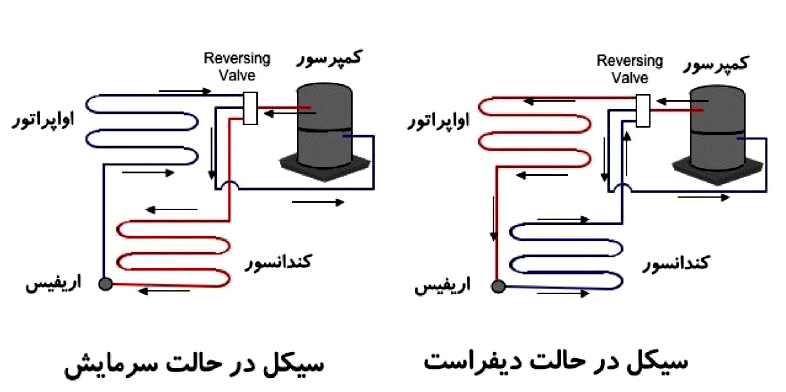 Reversing
Valve
کمپرسور
اواپراتور
کندانسور
اریفیس
سیکل در حالت سرمایش
Reversing
Valve
کمپرسور
اواپراتور
کندانسور
اریفیس
سیکل در حالت دیفراست